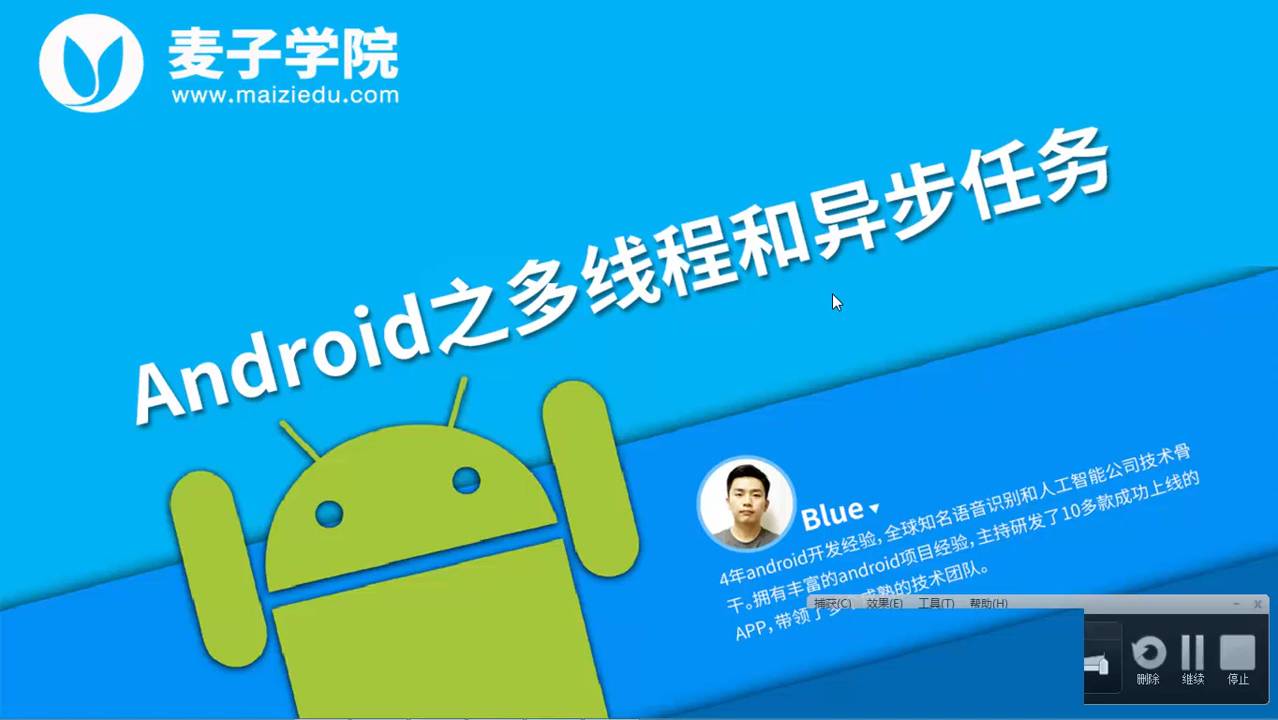 麦子学院
www.maiziedu.com
Android之多线程和异步任务
Blue
4年android开发经验,全球知名语音识别和人工智能公司技术骨
干。拥有丰富的android项目经验,主持研发了10多款成功上线的
APP,带领了多 成熟的技术团队。
捕获(C) 效果(E) 工具(T) 帮助(H)
删除 继续 停止